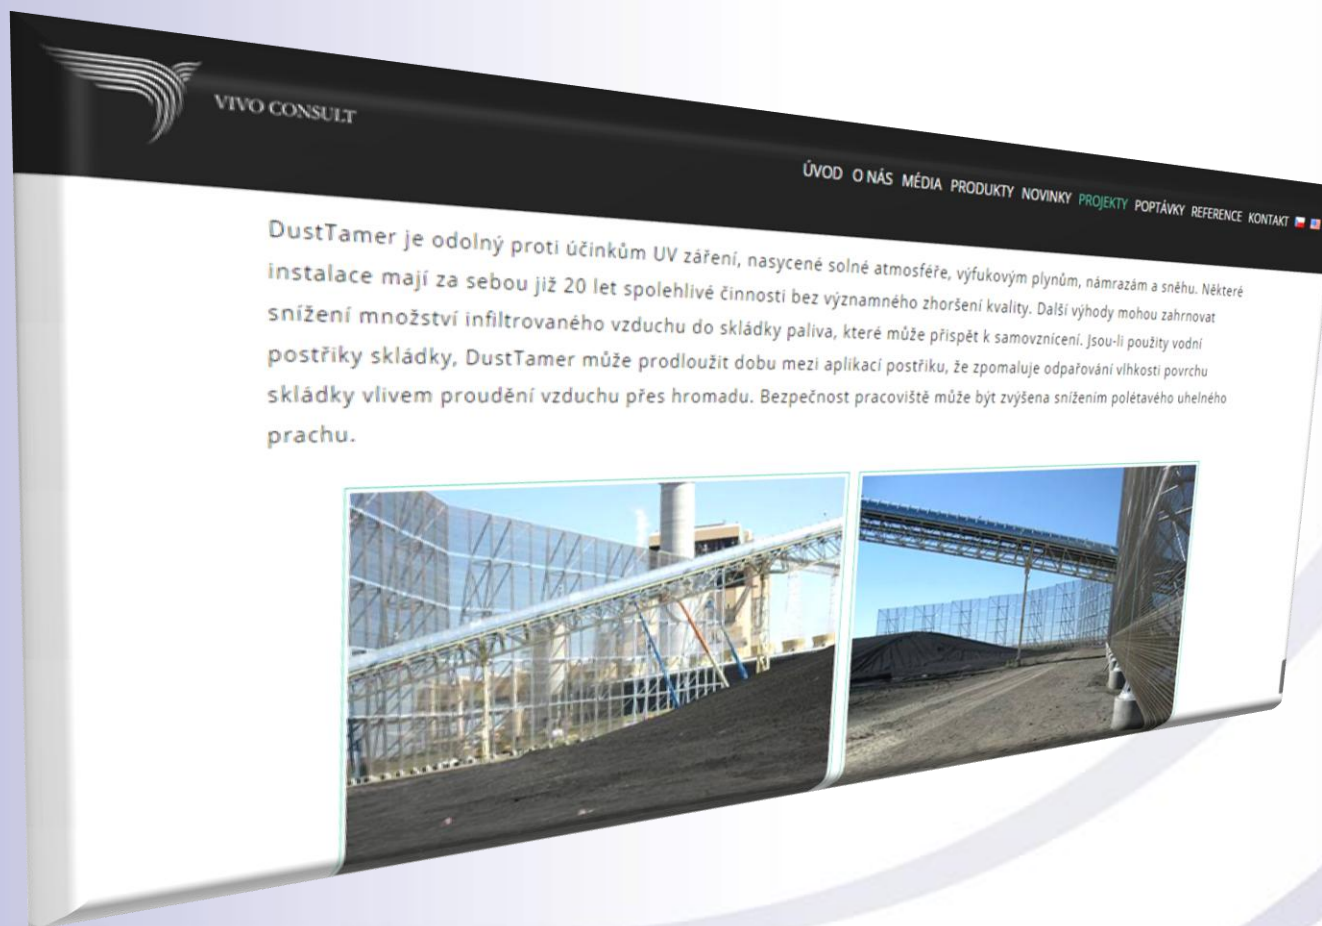 VIVO CONSULT
ÚVOD O NÁS MÉDIA PRODUKTY NOVINKY PROJEKTY POPTÁVKY REFERENCE KONTAKT
DustTamer je odolný proti účinkům UV záření, nasycené solné atmosféře, výfukovým plynům, námrazám a sněhu. Některé
instalace mají za sebou již 20 let spolehlivé činnosti bez významného zhoršení kvality. Další výhody mohou zahrnovat
snížení množství infiltrovaného vzduchu do skládky paliva, které může přispět k samovznícení. Jsou-li použity vodní
postřiky skládky, DustTamer může prodloužit dobu mezi aplikací postřiku, že zpomaluje odpařování vlhkosti povrchu
skládky vlivem proudění vzduchu přes hromadu. Bezpečnost pracoviště může být zvýšena snížením polétavého uhelného
prachu.